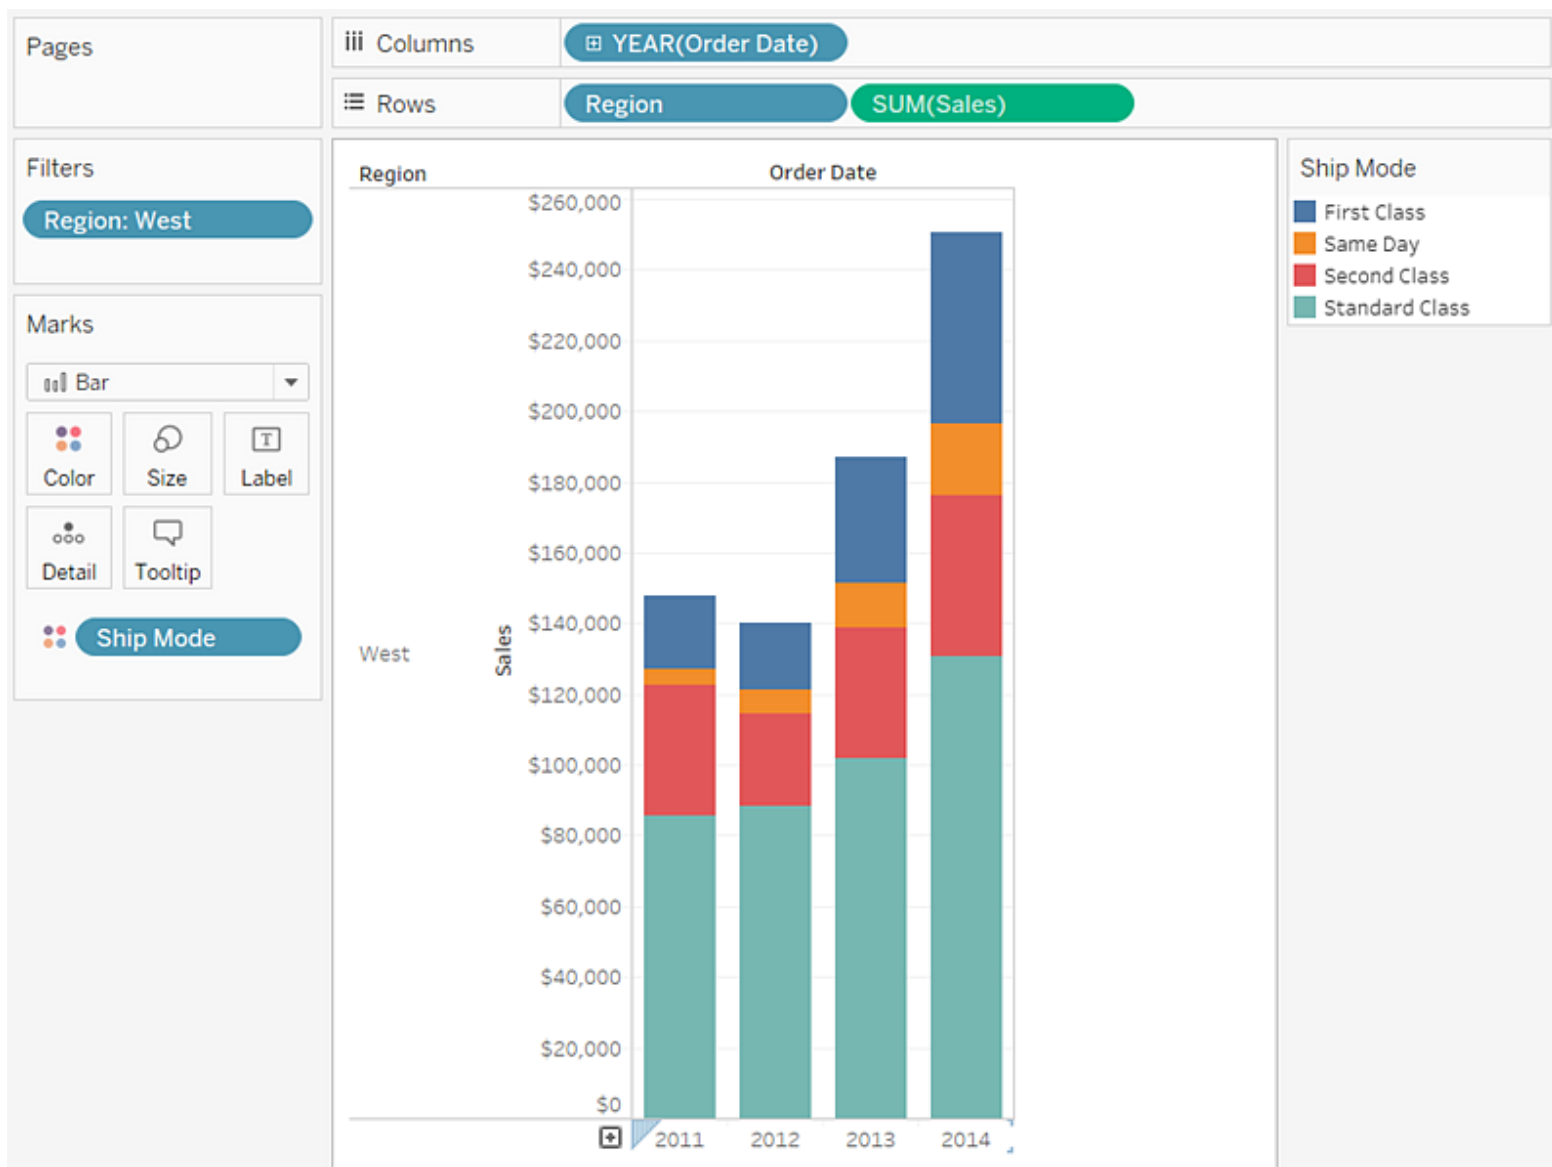 Pages
Columns
YEAR(Order Date)
Rows
Region
SUM(Sales)
Filters
Region: West
Marks
Bar
Color
Size
Label
Detail
Tooltip
Ship Mode
Region
Order Date
West
Sales
$260,000
$240,000
$220,000
$200,000
$180,000
$160,000
$140,000
$120,000
$100,000
$80,000
$60,000
$40,000
$20,000
$0
2011
2012
2013
2014
Ship Mode
First Class
Same Day
Second Class
Standard Class